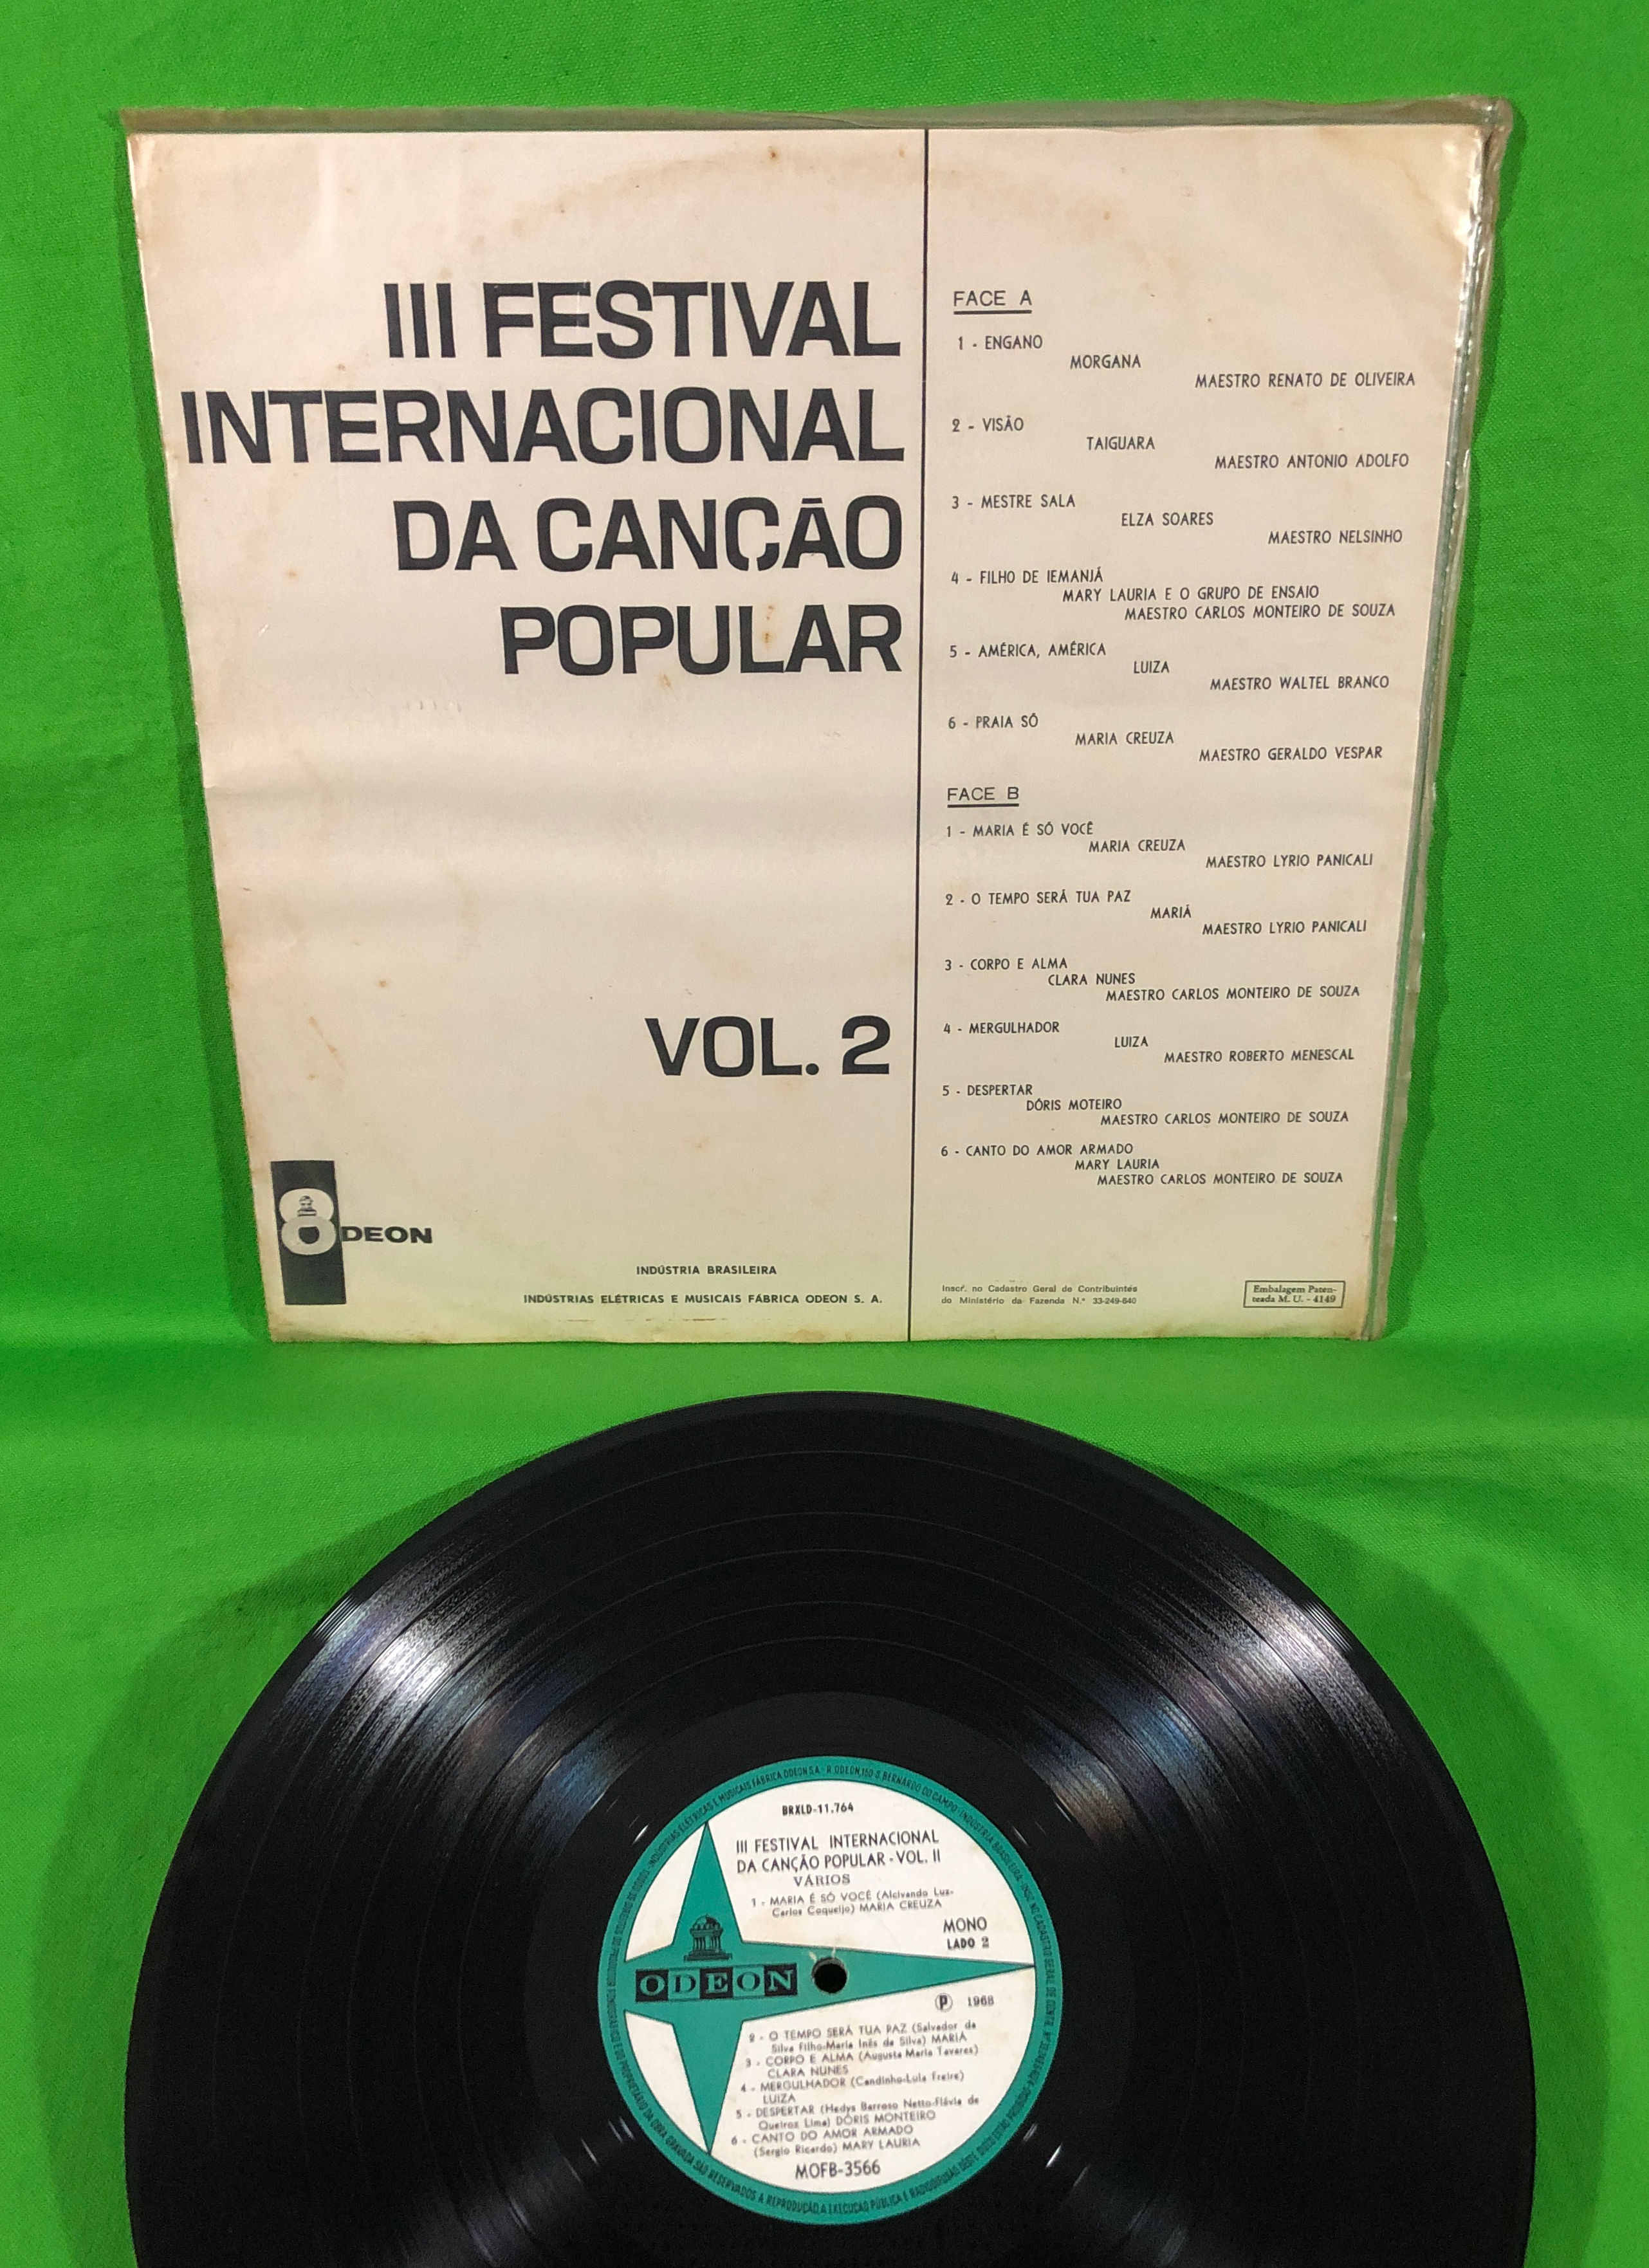 III FESTIVAL
INTERNACIONAL
DA CANÇÃO
POPULAR
VOL. 2
ODEON
INDÚSTRIA BRASILEIRA
INDÚSTRIAS ELÉTRICAS E MUSICAIS FÁBRICA ODEON S. A.
FACE A
1 - ENGANO
MORGANA
MAESTRO RENATO DE OLIVEIRA
2 - VISÃO
TAIGUARA
MAESTRO ANTONIO ADOLFO
3 - MESTRE SALA
ELZA SOARES
MAESTRO NELSINHO
4 - FILHO DE IEMANJÁ
MARY LAURIA E O GRUPO DE ENSAIO
MAESTRO CARLOS MONTEIRO DE SOUZA
5 - AMÉRICA, AMÉRICA
LUIZA
MAESTRO WALTEL BRANCO
6 - PRAIA SÓ
MARIA CREUZA
MAESTRO GERALDO VESPAR
FACE B
1 - MARIA É SÓ VOCÊ
MARIA CREUZA
MAESTRO LYRIO PANICALI
2 - O TEMPO SERÁ TUA PAZ
MARIÁ
MAESTRO LYRIO PANICALI
3 - CORPO E ALMA
CLARA NUNES
MAESTRO CARLOS MONTEIRO DE SOUZA
4 - MERGULHADOR
LUIZA
MAESTRO ROBERTO MENESCAL
5 - DESPERTAR
DÓRIS MOTEIRO
MAESTRO CARLOS MONTEIRO DE SOUZA
6 - CANTO DO AMOR ARMADO
MARY LAURIA
MAESTRO CARLOS MONTEIRO DE SOUZA
Inscr. no Cadastro Geral de Contribuintes
do Ministério da Fazenda N.º 33-249-640
Embalagem Paten-
teada M. U. - 4149
BRXLD-11.764
III FESTIVAL INTERNACIONAL
DA CANÇÃO POPULAR - VOL. II
VÁRIOS
1 - MARIA É SÓ VOCÊ (Alcivando Luz-
Carlos Coqueijo) MARIA CREUZA
MONO
LADO 2
ODEON
Ⓟ 1968
2 - O TEMPO SERÁ TUA PAZ (Salvador da
Silva Filho-Maria Inês da Silva) MARIÁ
3 - CORPO E ALMA (Augusta Maria Tavares)
CLARA NUNES
4 - MERGULHADOR (Candinho-Lula Freire)
LUIZA
5 - DESPERTAR (Hedys Barroso Netto-Flávia de
Queiroz Lima) DÓRIS MONTEIRO
6 - CANTO DO AMOR ARMADO
(Sergio Ricardo) MARY LAURIA
MOFB-3566